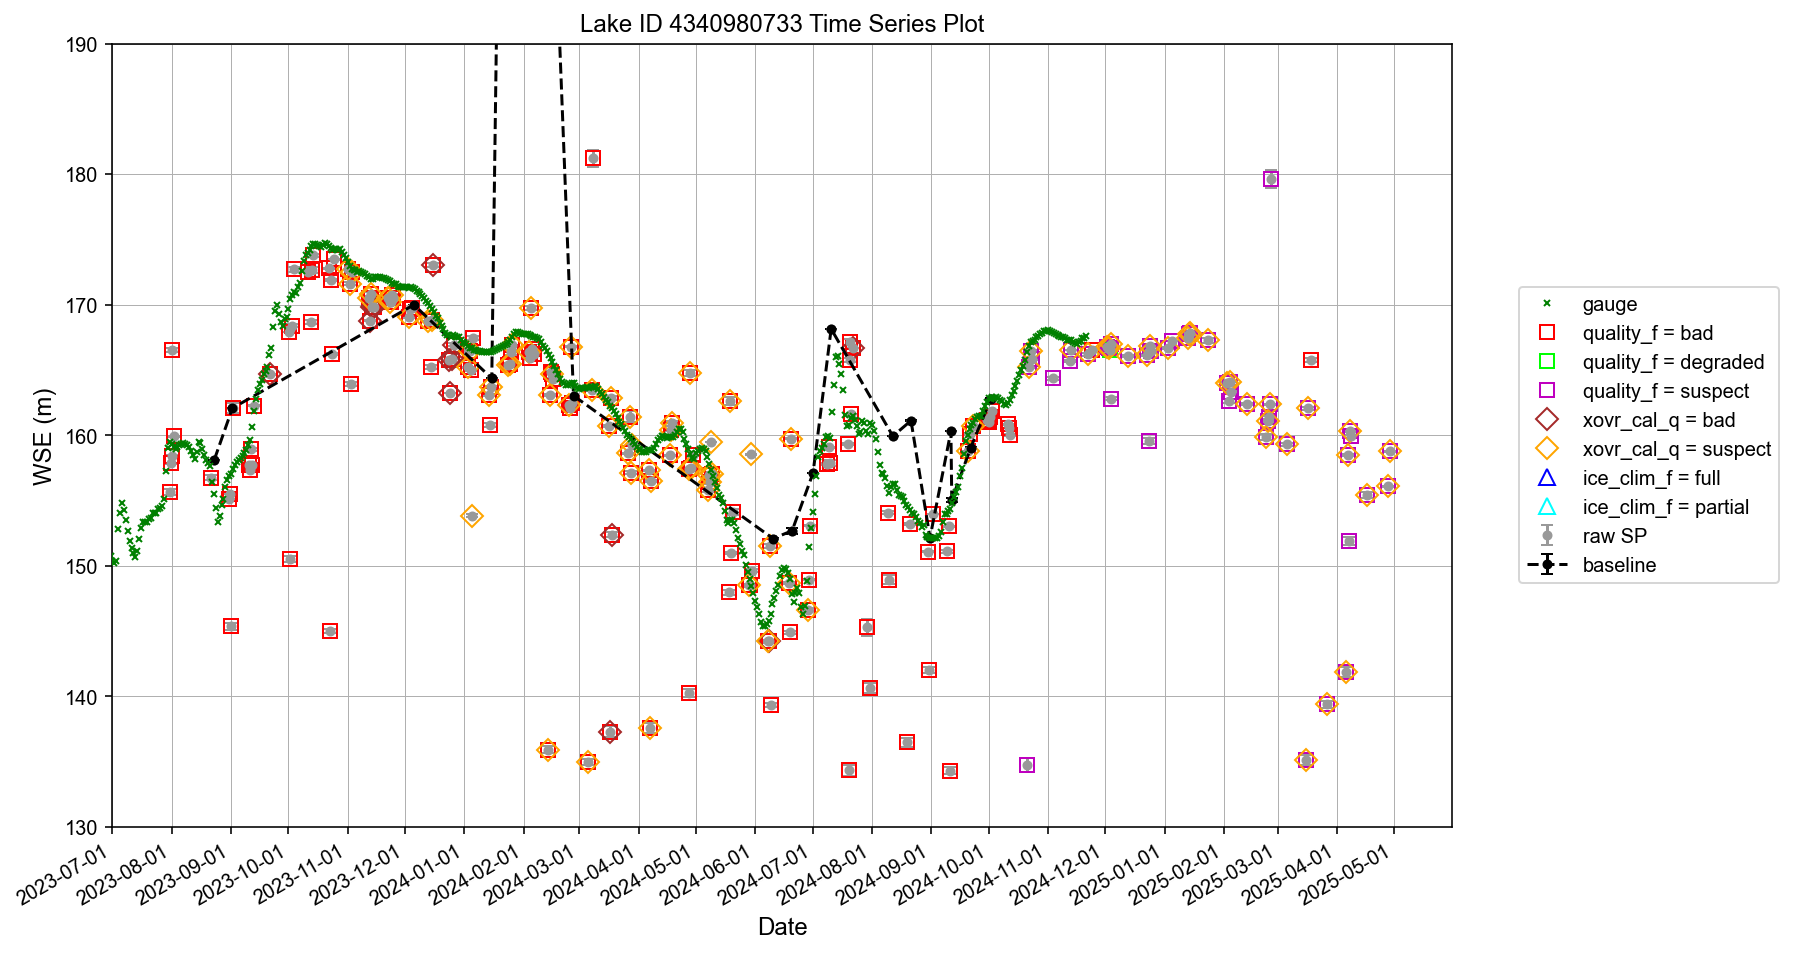 Lake ID 4340980733 Time Series Plot
190
180
170
160
150
140
130
WSE (m)
2023-07-01
2023-08-01
2023-09-01
2023-10-01
2023-11-01
2023-12-01
2024-01-01
2024-02-01
2024-03-01
2024-04-01
2024-05-01
2024-06-01
2024-07-01
2024-08-01
2024-09-01
2024-10-01
2024-11-01
2024-12-01
2025-01-01
2025-02-01
2025-03-01
2025-04-01
2025-05-01
Date
gauge
quality_f = bad
quality_f = degraded
quality_f = suspect
xovr_cal_q = bad
xovr_cal_q = suspect
ice_clim_f = full
ice_clim_f = partial
raw SP
baseline